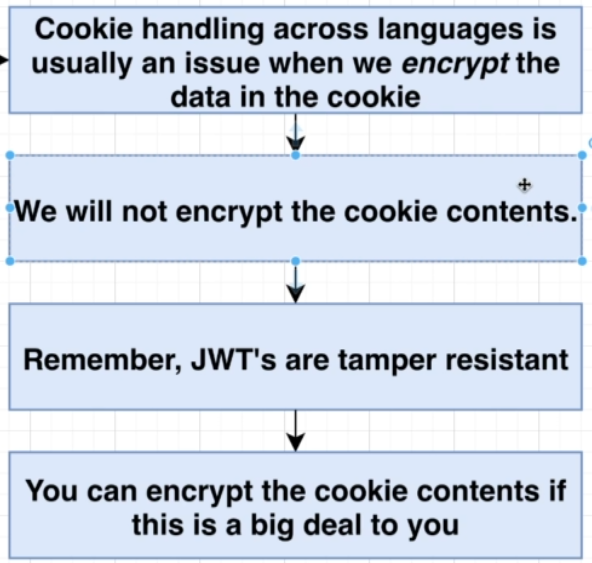 Cookie handling across languages is
usually an issue when we encrypt the
data in the cookie
We will not encrypt the cookie contents.
Remember, JWT's are tamper resistant
You can encrypt the cookie contents if
this is a big deal to you